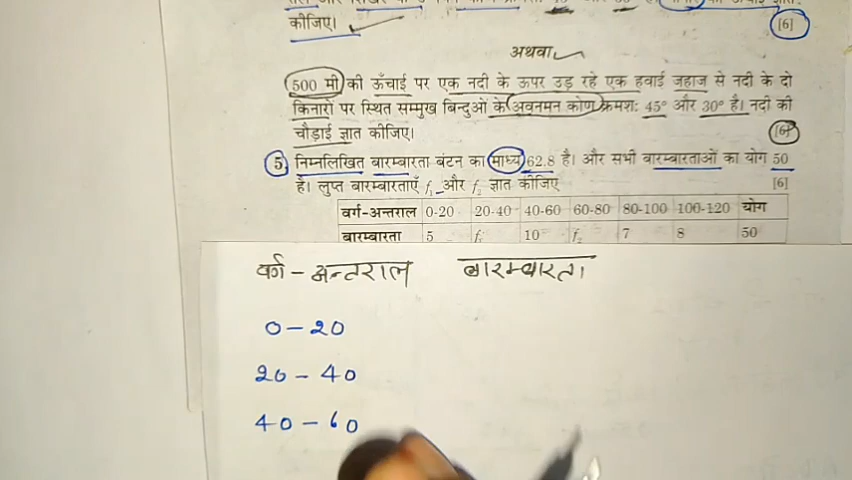 कीजिए।
[6]
अथवा
500 मी की ऊँचाई पर एक नदी के ऊपर उड़ रहे एक हवाई जहाज से नदी के दो
किनारों पर स्थित सम्मुख बिन्दुओं के अवनमन कोण क्रमशः 45° और 30° है। नदी की
चौड़ाई ज्ञात कीजिए।
[6]
5 निम्नलिखित बारम्बारता बंटन का माध्य 62.8 है। और सभी बारम्बारताओं का योग 50
है। लुप्त बारम्बारताएँ f₁ और f₂ ज्ञात कीजिए [6]
वर्ग-अन्तराल 0-20 20-40 40-60 60-80 80-100 100-120 योग
बारम्बारता 5 f₁ 10 f₂ 7 8 50
वर्ग - अन्तराल बारम्बारता
0 - 20
20 - 40
40 - 60